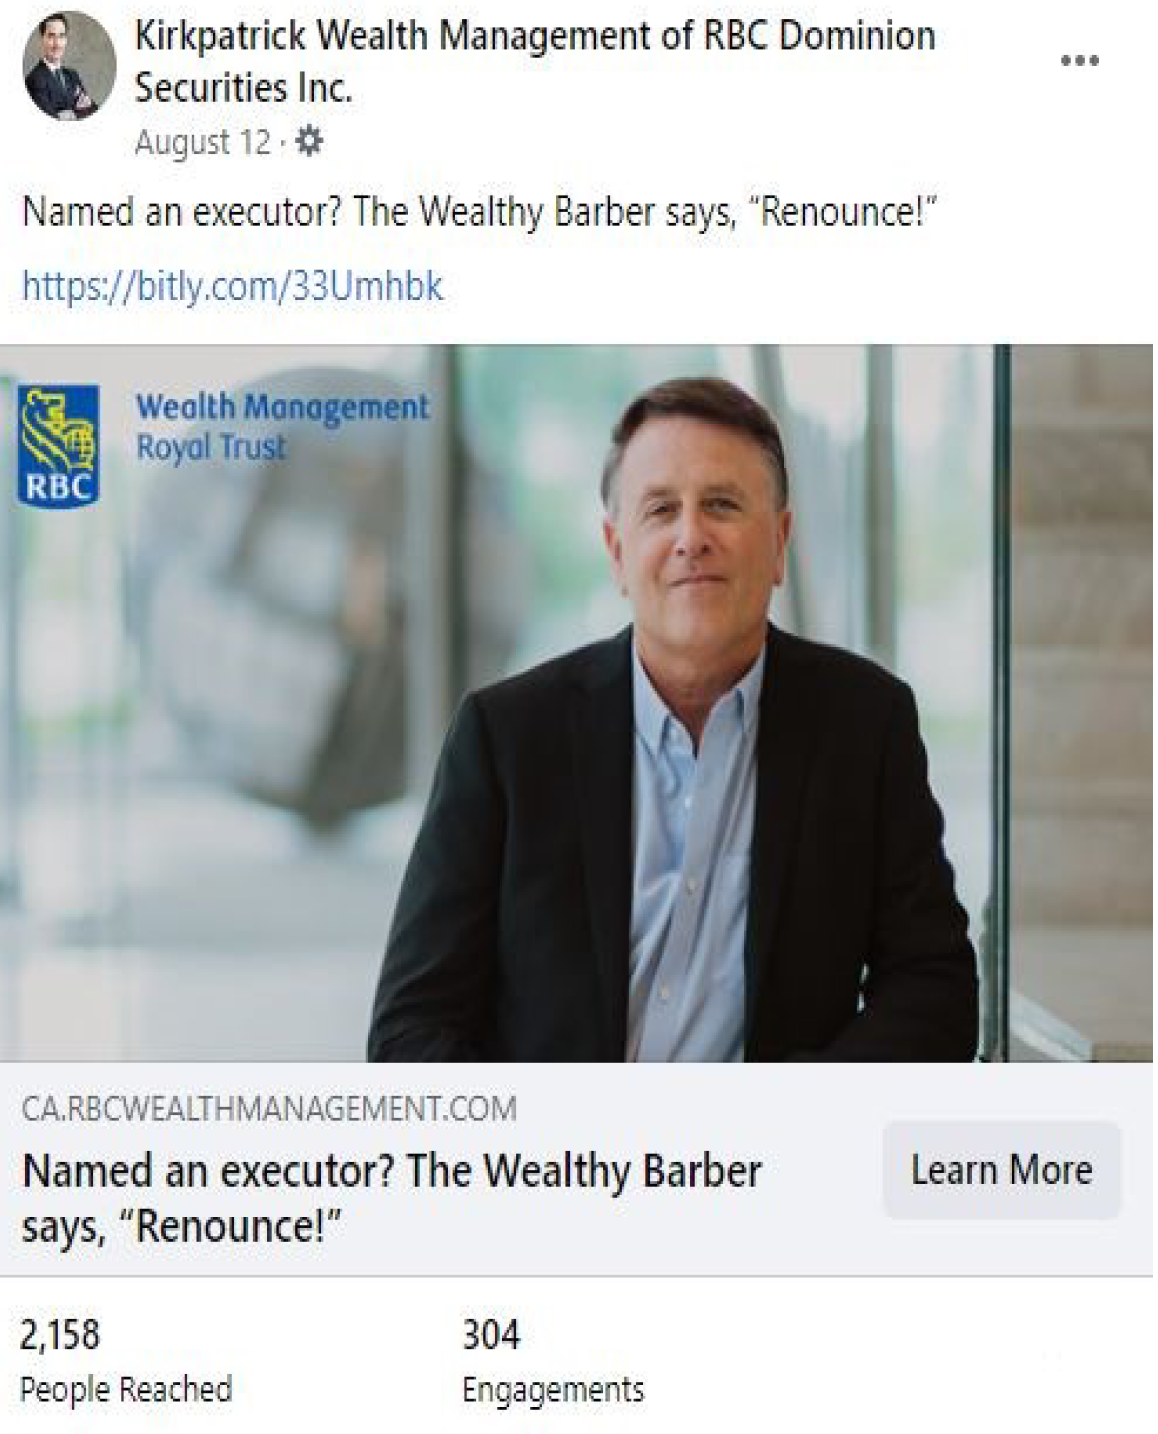 Kirkpatrick Wealth Management of RBC Dominion
Securities Inc.
August 12 ·
Named an executor? The Wealthy Barber says, “Renounce!”
https://bitly.com/33Umhbk
Wealth Management
Royal Trust
RBC
CA.RBCWEALTHMANAGEMENT.COM
Named an executor? The Wealthy Barber
says, “Renounce!”
Learn More
2,158
People Reached
304
Engagements